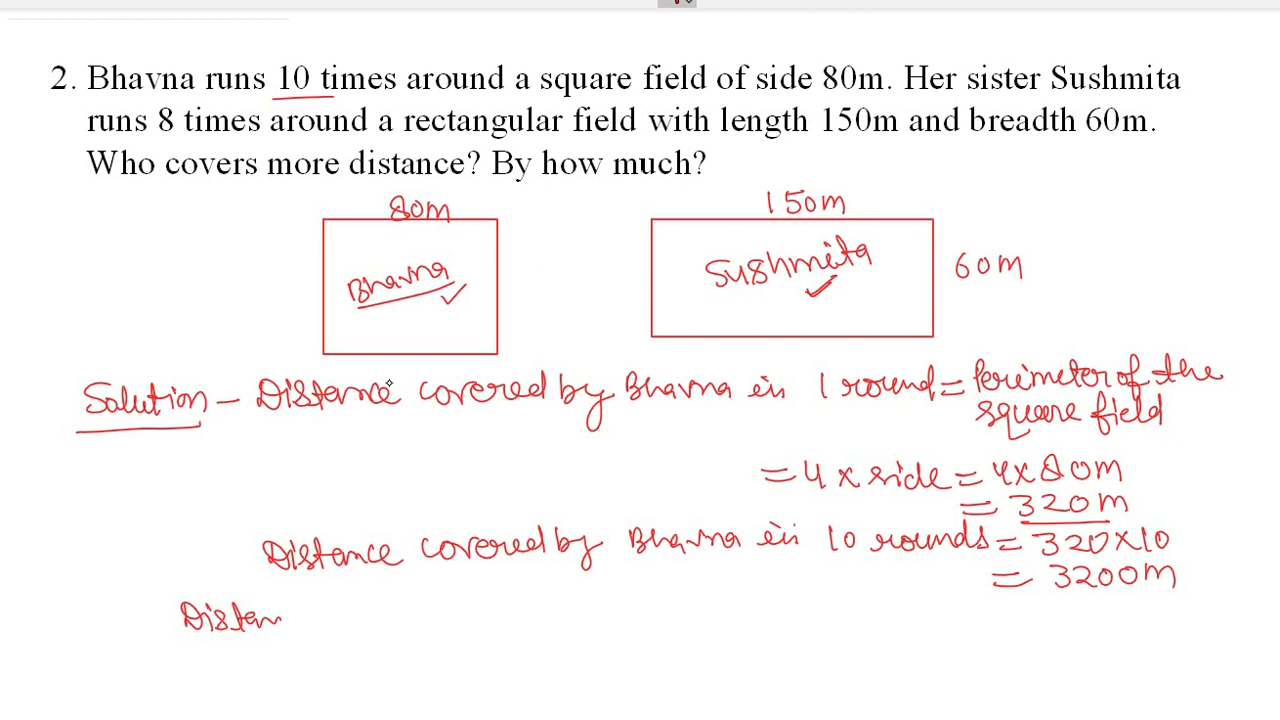 2. Bhavna runs 10 times around a square field of side 80m. Her sister Sushmita
runs 8 times around a rectangular field with length 150m and breadth 60m.
Who covers more distance? By how much?
80m
150m
Bhavna
Sushmita
60m
Solution - Distance covered by Bhavna in 1 round = Perimeter of the
square field
= 4 x side = 4x80m
= 320m
Distance covered by Bhavna in 10 rounds = 320x10
= 3200m
Distan